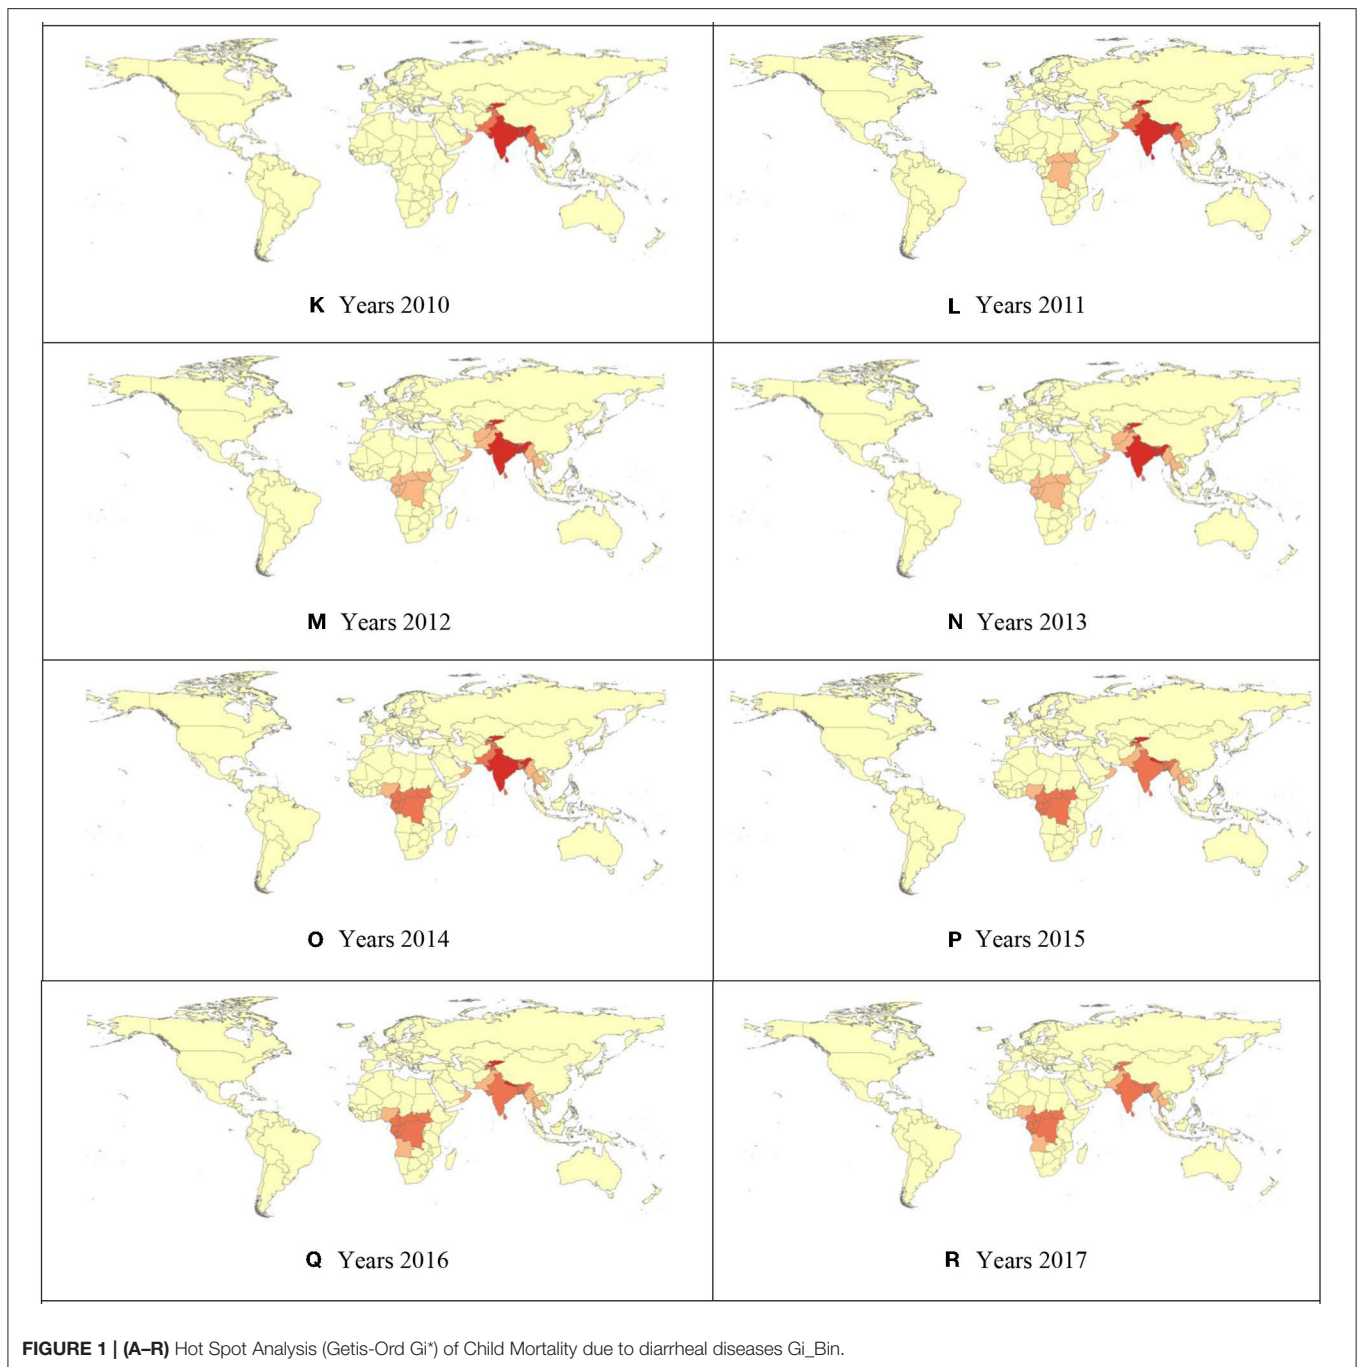 K Years 2010
L Years 2011
M Years 2012
N Years 2013
O Years 2014
P Years 2015
Q Years 2016
R Years 2017
FIGURE 1 | (A–R) Hot Spot Analysis (Getis-Ord Gi*) of Child Mortality due to diarrheal diseases Gi_Bin.